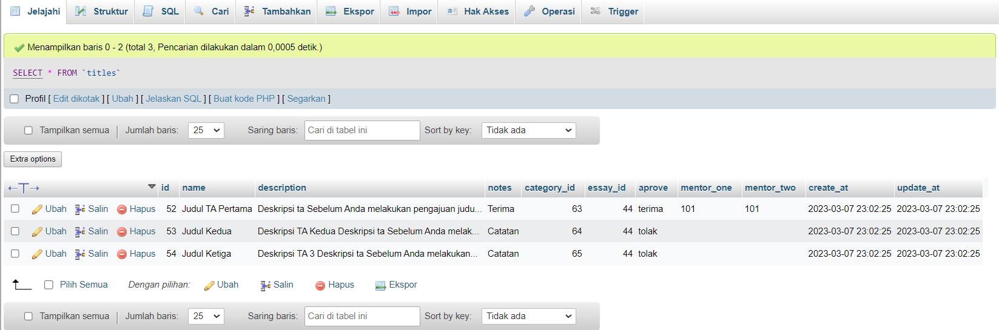 Jelajahi Struktur SQL Cari Tambahkan Ekspor Impor Hak Akses Operasi Trigger
Menampilkan baris 0 - 2 (total 3, Pencarian dilakukan dalam 0,0005 detik.)
SELECT * FROM `titles`
Profil [ Edit dikotak ] [ Ubah ] [ Jelaskan SQL ] [ Buat kode PHP ] [ Segarkan ]
Tampilkan semua | Jumlah baris: 25 Saring baris: Cari di tabel ini Sort by key: Tidak ada
Extra options
←T→ id name description notes category_id essay_id aprove mentor_one mentor_two create_at update_at
Ubah Salin Hapus 52 Judul TA Pertama Deskripsi ta Sebelum Anda melakukan pengajuan judu... Terima 63 44 terima 101 101 2023-03-07 23:02:25 2023-03-07 23:02:25
Ubah Salin Hapus 53 Judul Kedua Deskripsi TA Kedua Deskripsi ta Sebelum Anda melak... Catatan 64 44 tolak 2023-03-07 23:02:25 2023-03-07 23:02:25
Ubah Salin Hapus 54 Judul Ketiga Deskripsi TA 3 Deskripsi ta Sebelum Anda melakukan... Catatan 65 44 tolak 2023-03-07 23:02:25 2023-03-07 23:02:25
Pilih Semua Dengan pilihan: Ubah Salin Hapus Ekspor
Tampilkan semua | Jumlah baris: 25 Saring baris: Cari di tabel ini Sort by key: Tidak ada